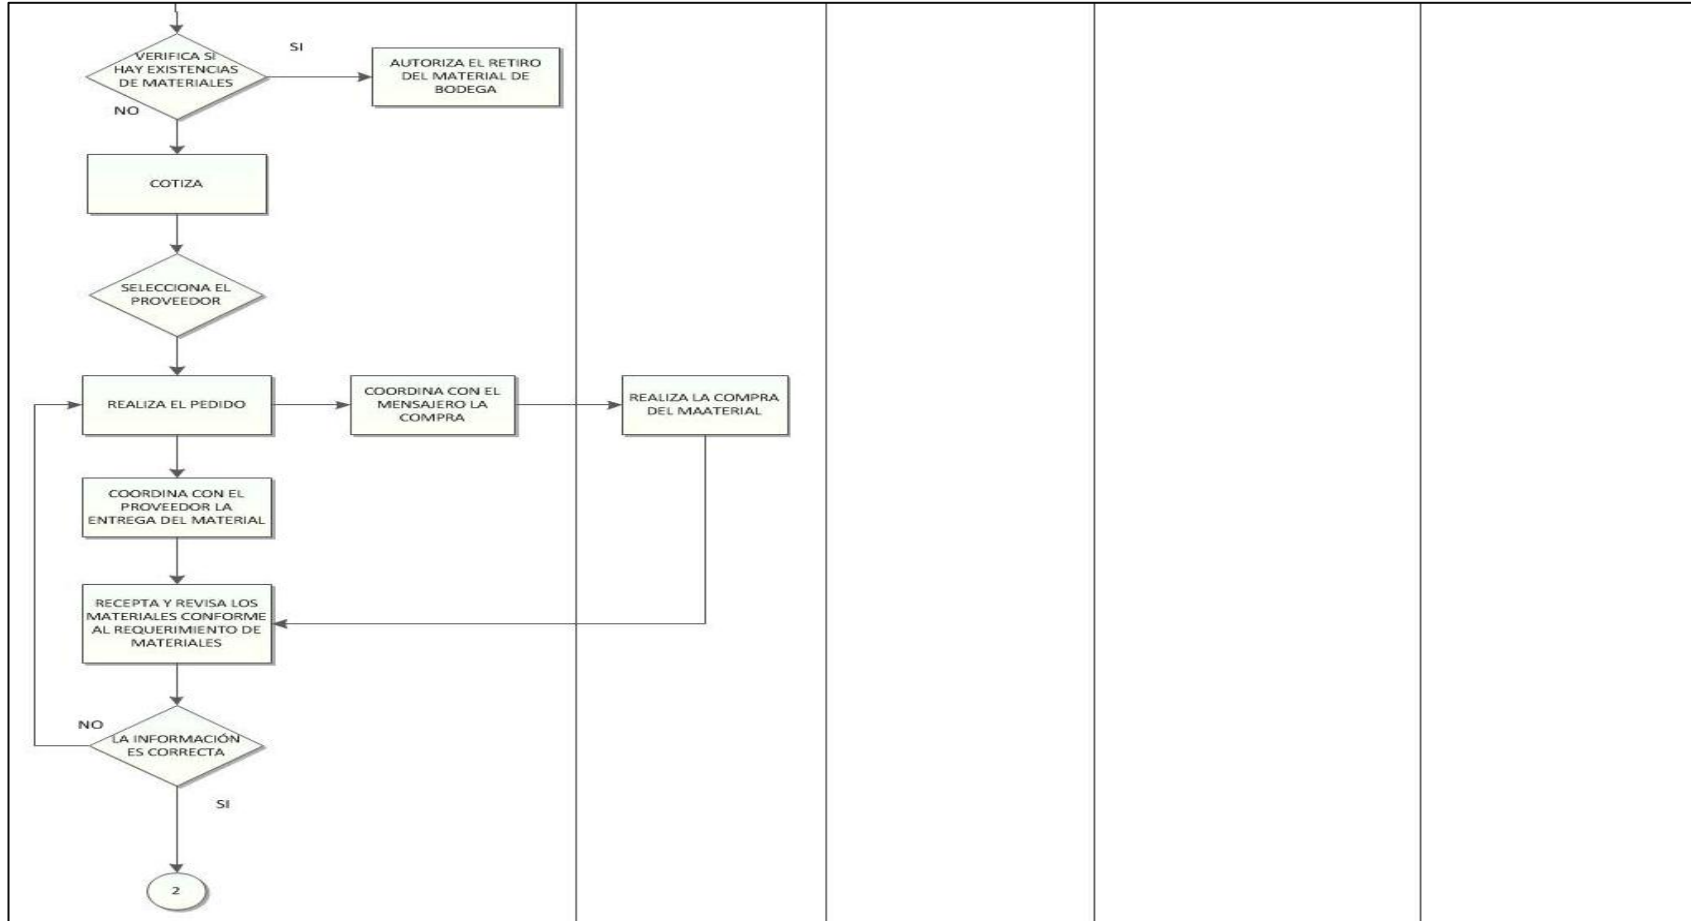 VERIFICA SI
HAY EXISTENCIAS
DE MATERIALES
SI
AUTORIZA EL RETIRO
DEL MATERIAL DE
BODEGA
NO
COTIZA
SELECCIONA EL
PROVEEDOR
REALIZA EL PEDIDO
COORDINA CON EL
MENSAJERO LA
COMPRA
REALIZA LA COMPRA
DEL MAATERIAL
COORDINA CON EL
PROVEEDOR LA
ENTREGA DEL MATERIAL
RECEPTA Y REVISA LOS
MATERIALES CONFORME
AL REQUERIMIENTO DE
MATERIALES
NO
LA INFORMACIÓN
ES CORRECTA
SI
2